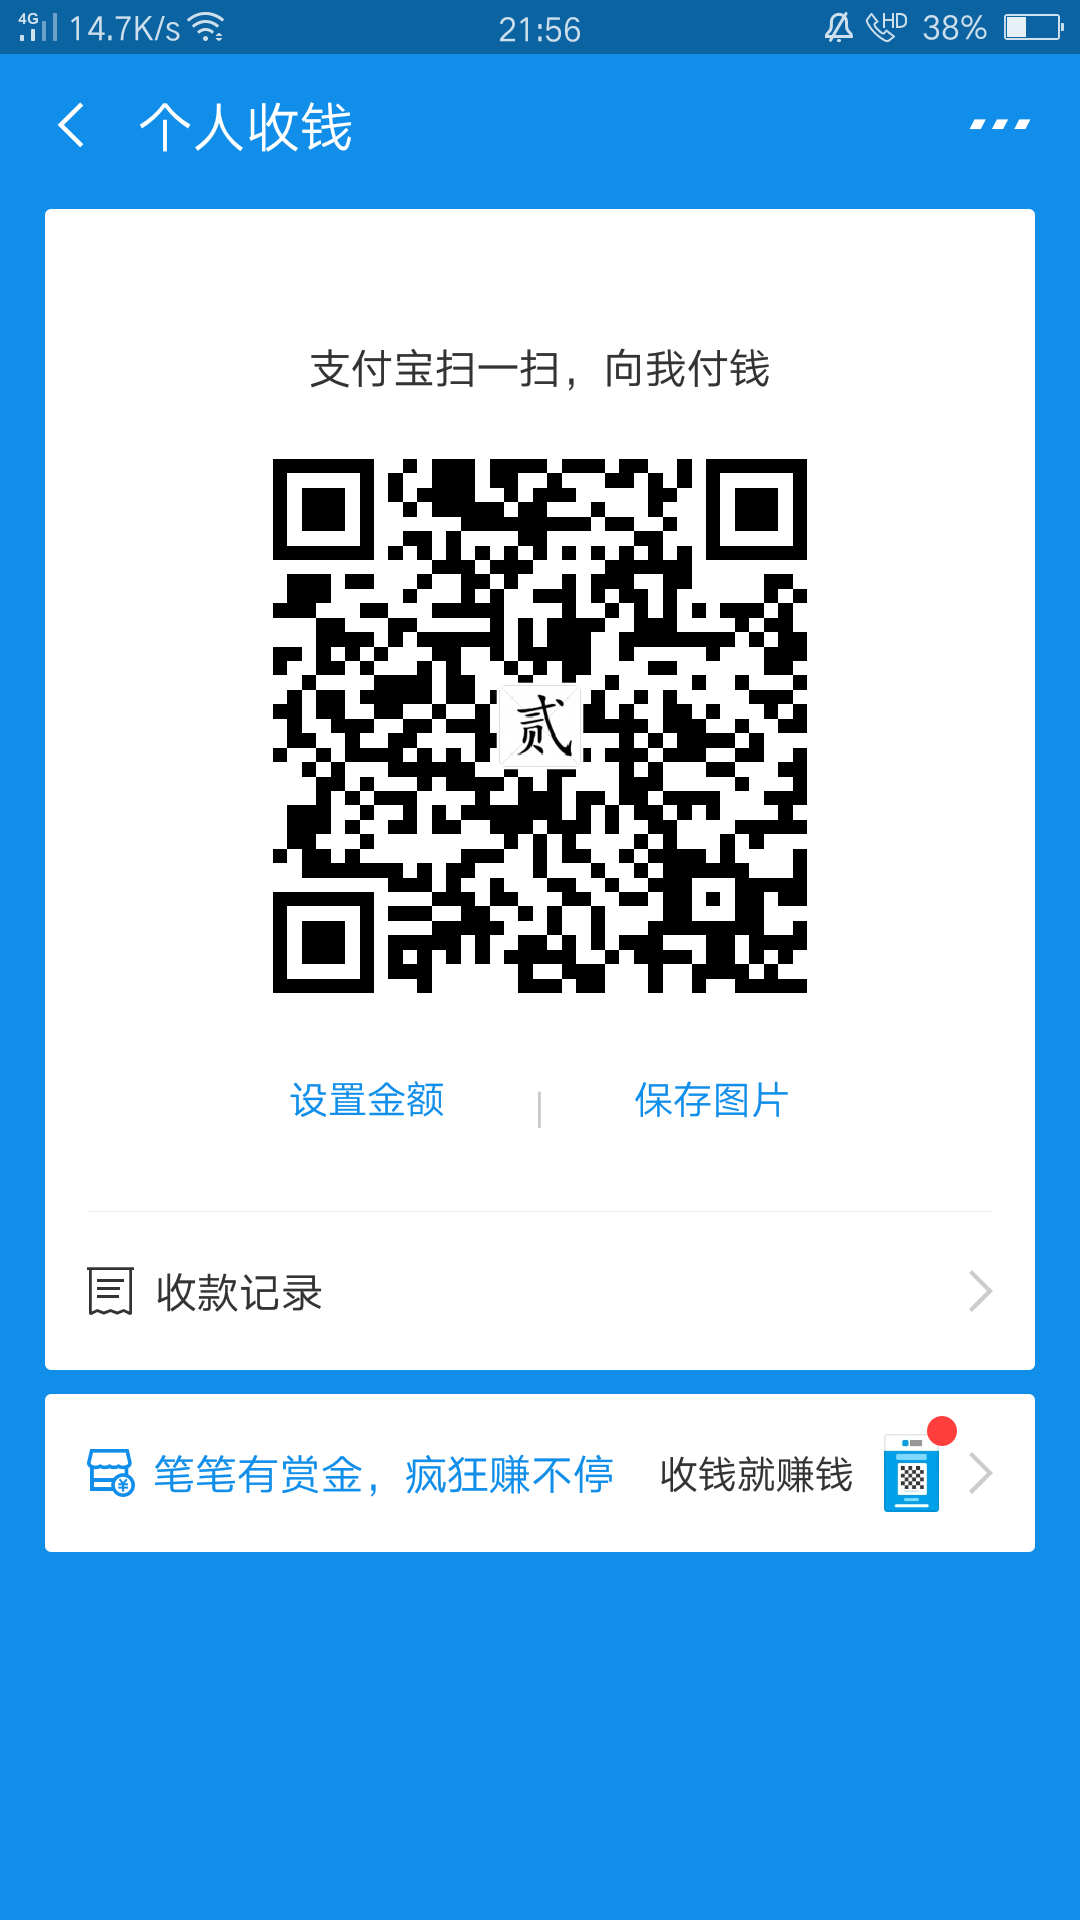 4G 14.7K/s 21:56 HD 38%
个人收钱
支付宝扫一扫，向我付钱
贰
设置金额 | 保存图片
收款记录
笔笔有赏金，疯狂赚不停 收钱就赚钱